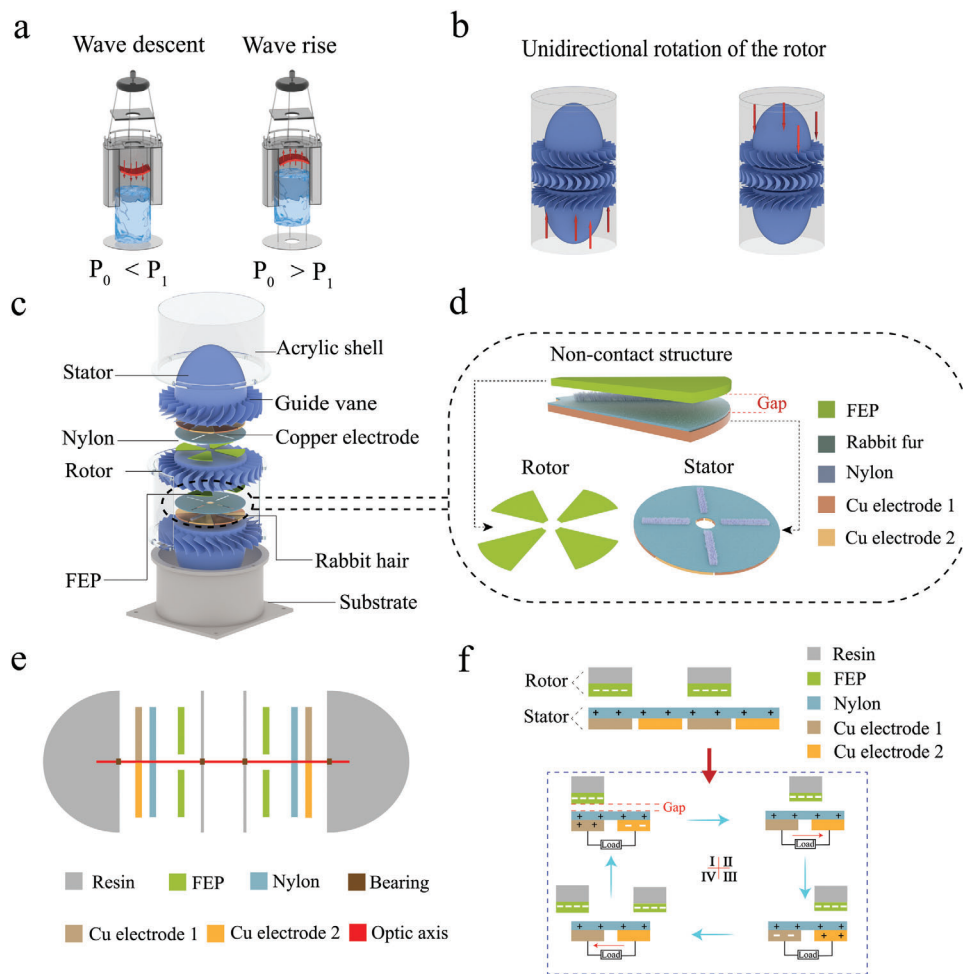 a
Wave descent
Wave rise
P0 < P1
P0 > P1
b
Unidirectional rotation of the rotor
c
Acrylic shell
Stator
Guide vane
Nylon
Copper electrode
Rotor
Rabbit hair
FEP
Substrate
d
Non-contact structure
Gap
Rotor
Stator
FEP
Rabbit fur
Nylon
Cu electrode 1
Cu electrode 2
e
Resin
FEP
Nylon
Bearing
Cu electrode 1
Cu electrode 2
Optic axis
f
Rotor
Stator
− − − −
− − − −
+ + + + + + + +
Resin
FEP
Nylon
Cu electrode 1
Cu electrode 2
− − − −
Gap
+ + + +
+ +
+ +
− −
Load
− − − −
+ + + +
Load
I II
IV III
− − − −
− − − −
+ + + +
Load
− − − −
+ + + +
− −
+ +
+ +
Load